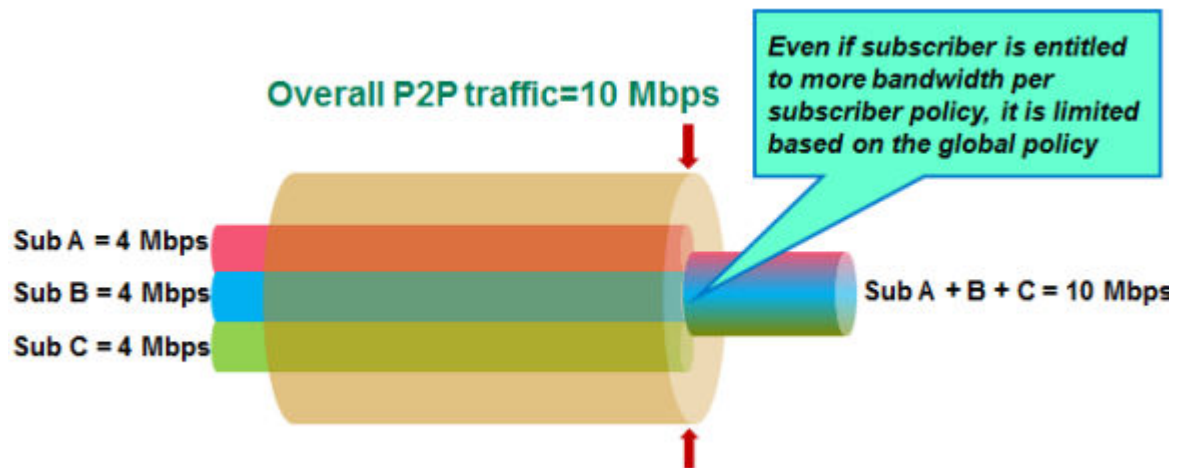 Even if subscriber is entitled
to more bandwidth per
subscriber policy, it is limited
based on the global policy
Overall P2P traffic=10 Mbps
Sub A = 4 Mbps
Sub B = 4 Mbps
Sub C = 4 Mbps
Sub A + B + C = 10 Mbps